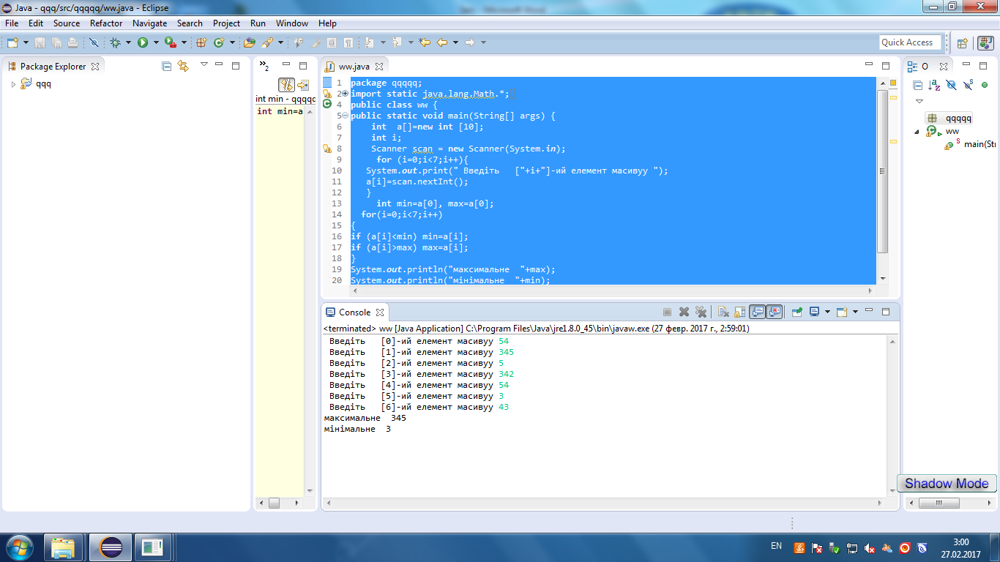 Java - qqq/src/qqqqq/ww.java - Eclipse
File Edit Source Refactor Navigate Search Project Run Window Help
Quick Access
Package Explorer
qqq
2
int min - qqqqq
int min=a
ww.java
1 package qqqqq;
2 import static java.lang.Math.*;
4 public class ww {
5 public static void main(String[] args) {
6 int  a[]=new int [10];
7 int i;
8 Scanner scan = new Scanner(System.in);
9 for (i=0;i<7;i++){
10 System.out.print(" Введіть   ["+i+"]-ий елемент масивуу ");
11 a[i]=scan.nextInt();
12 }
13 int min=a[0], max=a[0];
14 for(i=0;i<7;i++)
15 {
16 if (a[i]<min) min=a[i];
17 if (a[i]>max) max=a[i];
18 }
19 System.out.println("максимальне  "+max);
20 System.out.println("мінімальне  "+min);
O
qqqqq
ww
main(Stri
Console
<terminated> ww [Java Application] C:\Program Files\Java\jre1.8.0_45\bin\javaw.exe (27 февр. 2017 г., 2:59:01)
Введіть   [0]-ий елемент масивуу 54
Введіть   [1]-ий елемент масивуу 345
Введіть   [2]-ий елемент масивуу 5
Введіть   [3]-ий елемент масивуу 342
Введіть   [4]-ий елемент масивуу 54
Введіть   [5]-ий елемент масивуу 3
Введіть   [6]-ий елемент масивуу 43
максимальне  345
мінімальне  3
Shadow Mode
EN
3:00
27.02.2017